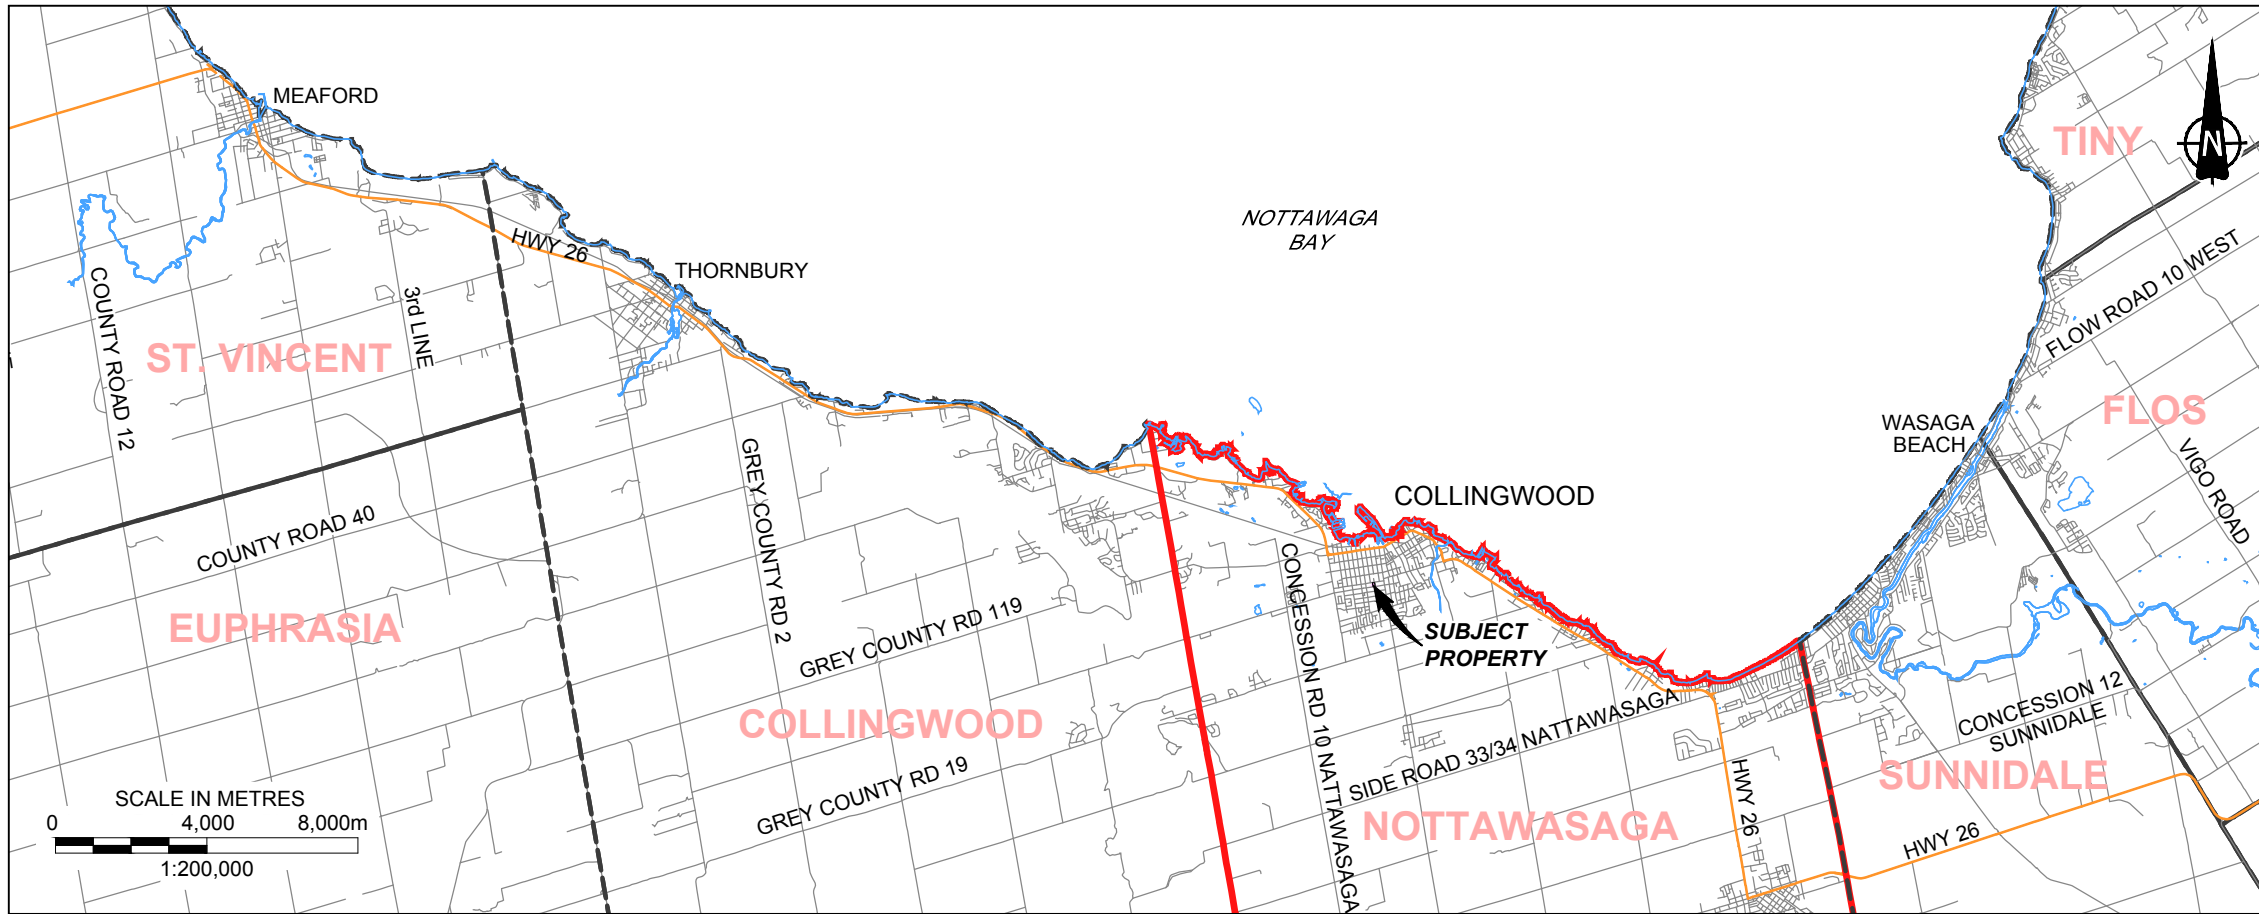 MEAFORD
TINY
N
NOTTAWAGA
BAY
HWY 26
THORNBURY
FLOW ROAD 10 WEST
COUNTY ROAD 12
3rd LINE
ST. VINCENT
FLOS
WASAGA
BEACH
VIGO ROAD
GREY COUNTY RD 2
COLLINGWOOD
COUNTY ROAD 40
CONCESSION RD 10 NATTAWASAGA
EUPHRASIA
GREY COUNTY RD 119
SUBJECT
PROPERTY
COLLINGWOOD
SIDE ROAD 33/34 NATTAWASAGA
CONCESSION 12
SUNNIDALE
SUNNIDALE
GREY COUNTY RD 19
NOTTAWASAGA
HWY 26
HWY 26
SCALE IN METRES
0 4,000 8,000m
1:200,000